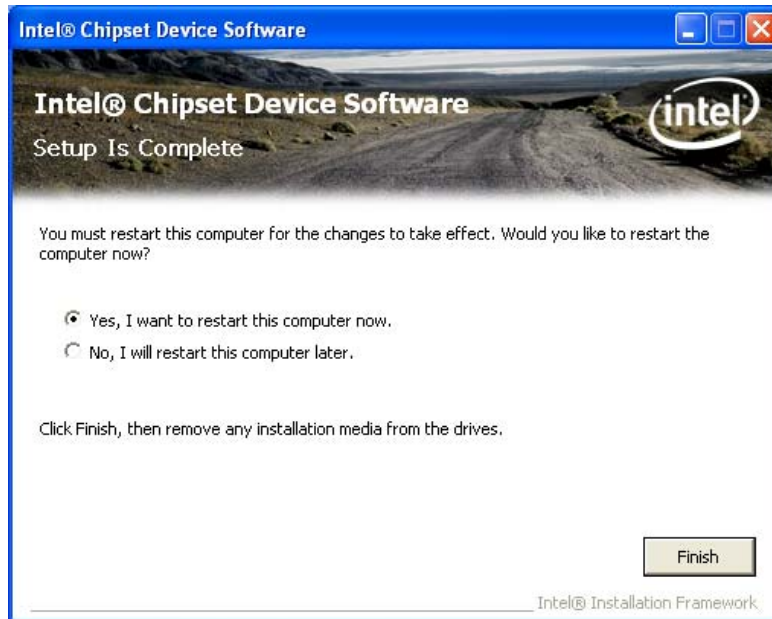 Intel® Chipset Device Software
Intel® Chipset Device Software
intel
Setup Is Complete
You must restart this computer for the changes to take effect. Would you like to restart the
computer now?
Yes, I want to restart this computer now.
No, I will restart this computer later.
Click Finish, then remove any installation media from the drives.
Finish
Intel® Installation Framework